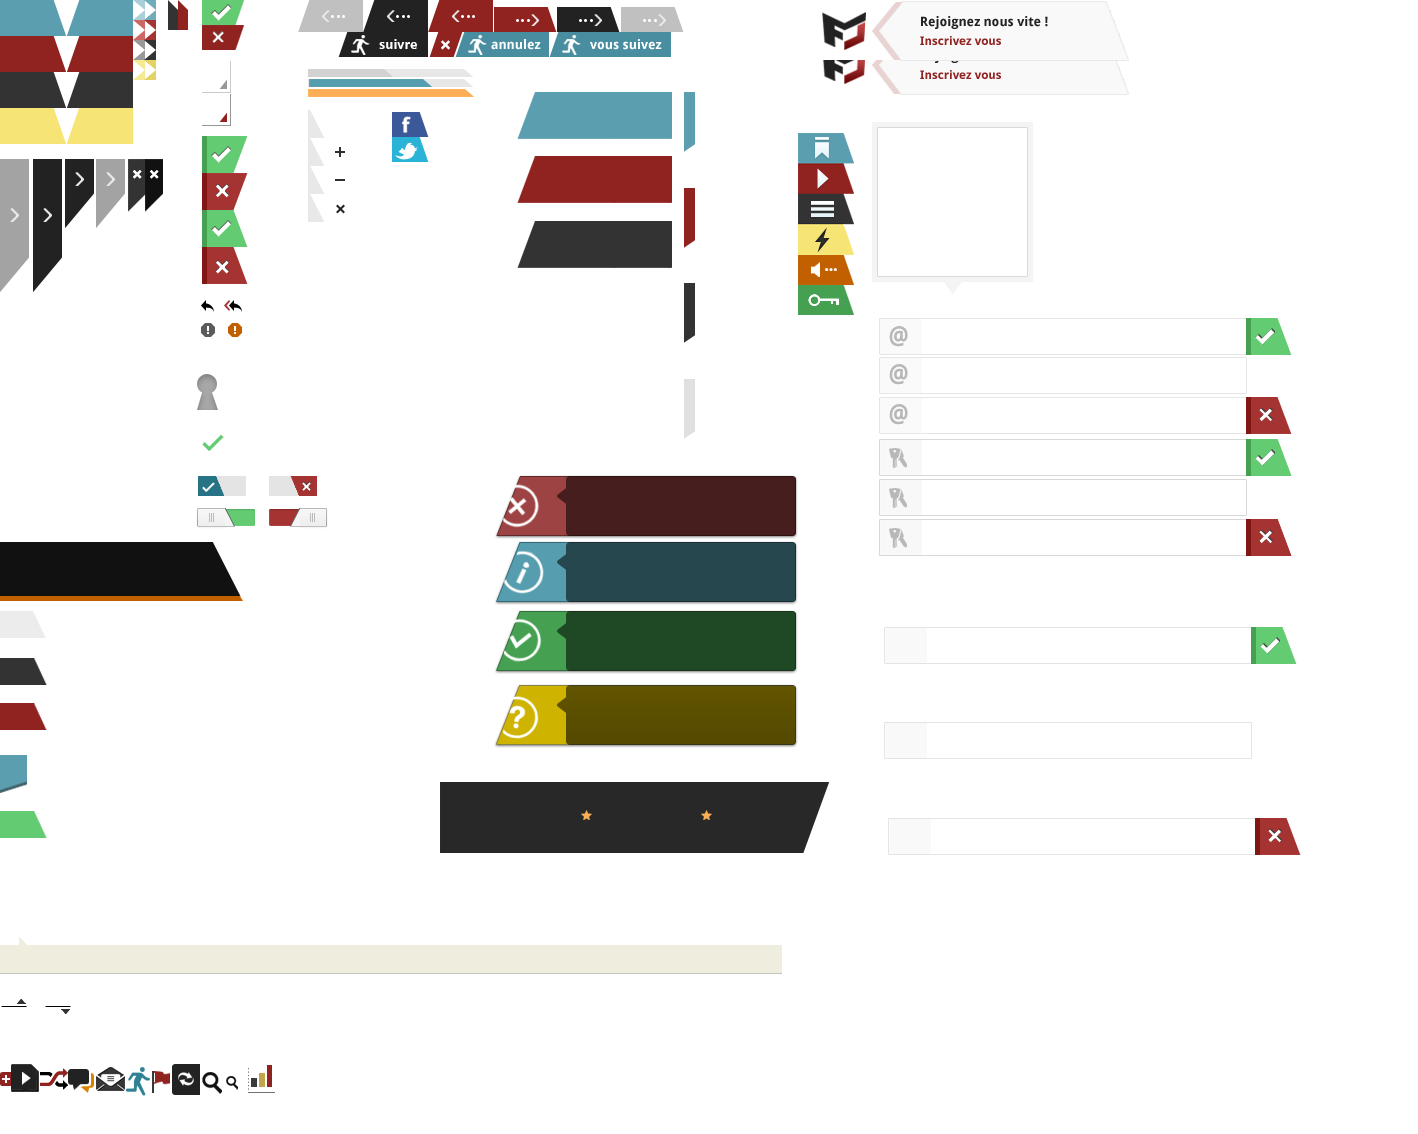 Rejoignez nous vite !
Inscrivez vous
suivre
annulez
vous suivez
Inscrivez vous
f
@
@
@
i
?